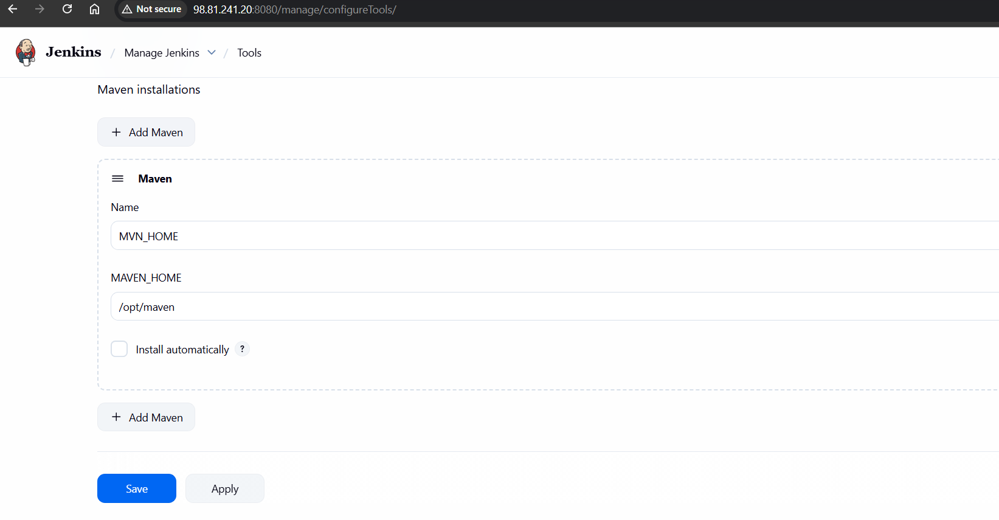 Not secure 98.81.241.20:8080/manage/configureTools/
Jenkins / Manage Jenkins / Tools
Maven installations
+ Add Maven
Maven
Name
MVN_HOME
MAVEN_HOME
/opt/maven
Install automatically ?
+ Add Maven
Save Apply